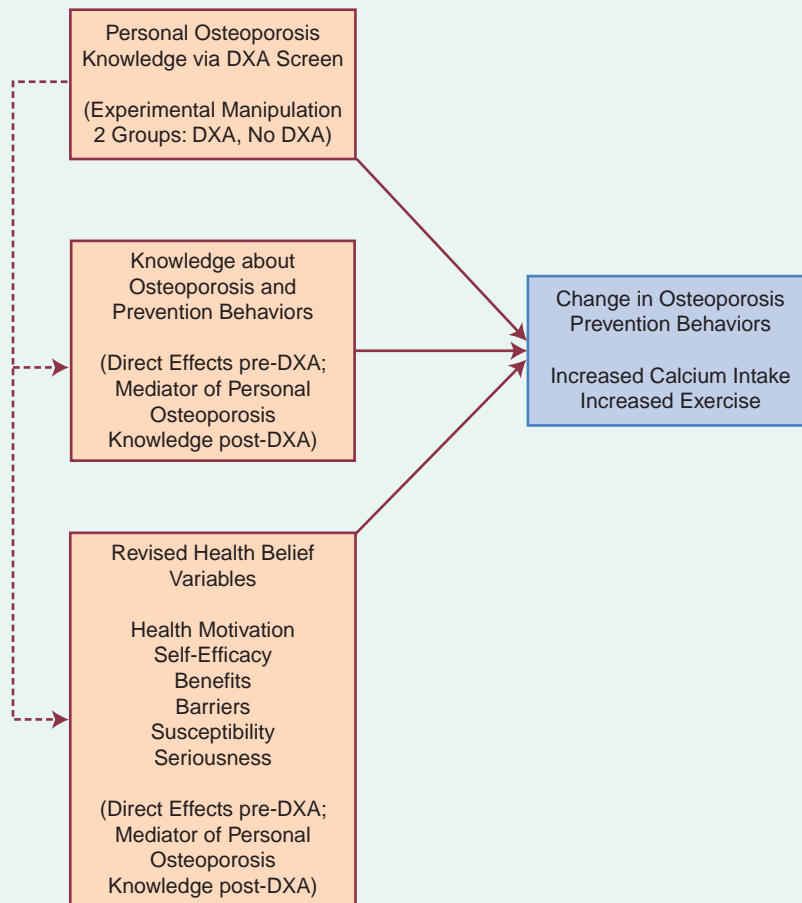 Personal Osteoporosis
Knowledge via DXA Screen
(Experimental Manipulation
2 Groups: DXA, No DXA)
Knowledge about
Osteoporosis and
Prevention Behaviors
(Direct Effects pre-DXA;
Mediator of Personal
Osteoporosis
Knowledge post-DXA)
Change in Osteoporosis
Prevention Behaviors
Increased Calcium Intake
Increased Exercise
Revised Health Belief
Variables
Health Motivation
Self-Efficacy
Benefits
Barriers
Susceptibility
Seriousness
(Direct Effects pre-DXA;
Mediator of Personal
Osteoporosis
Knowledge post-DXA)